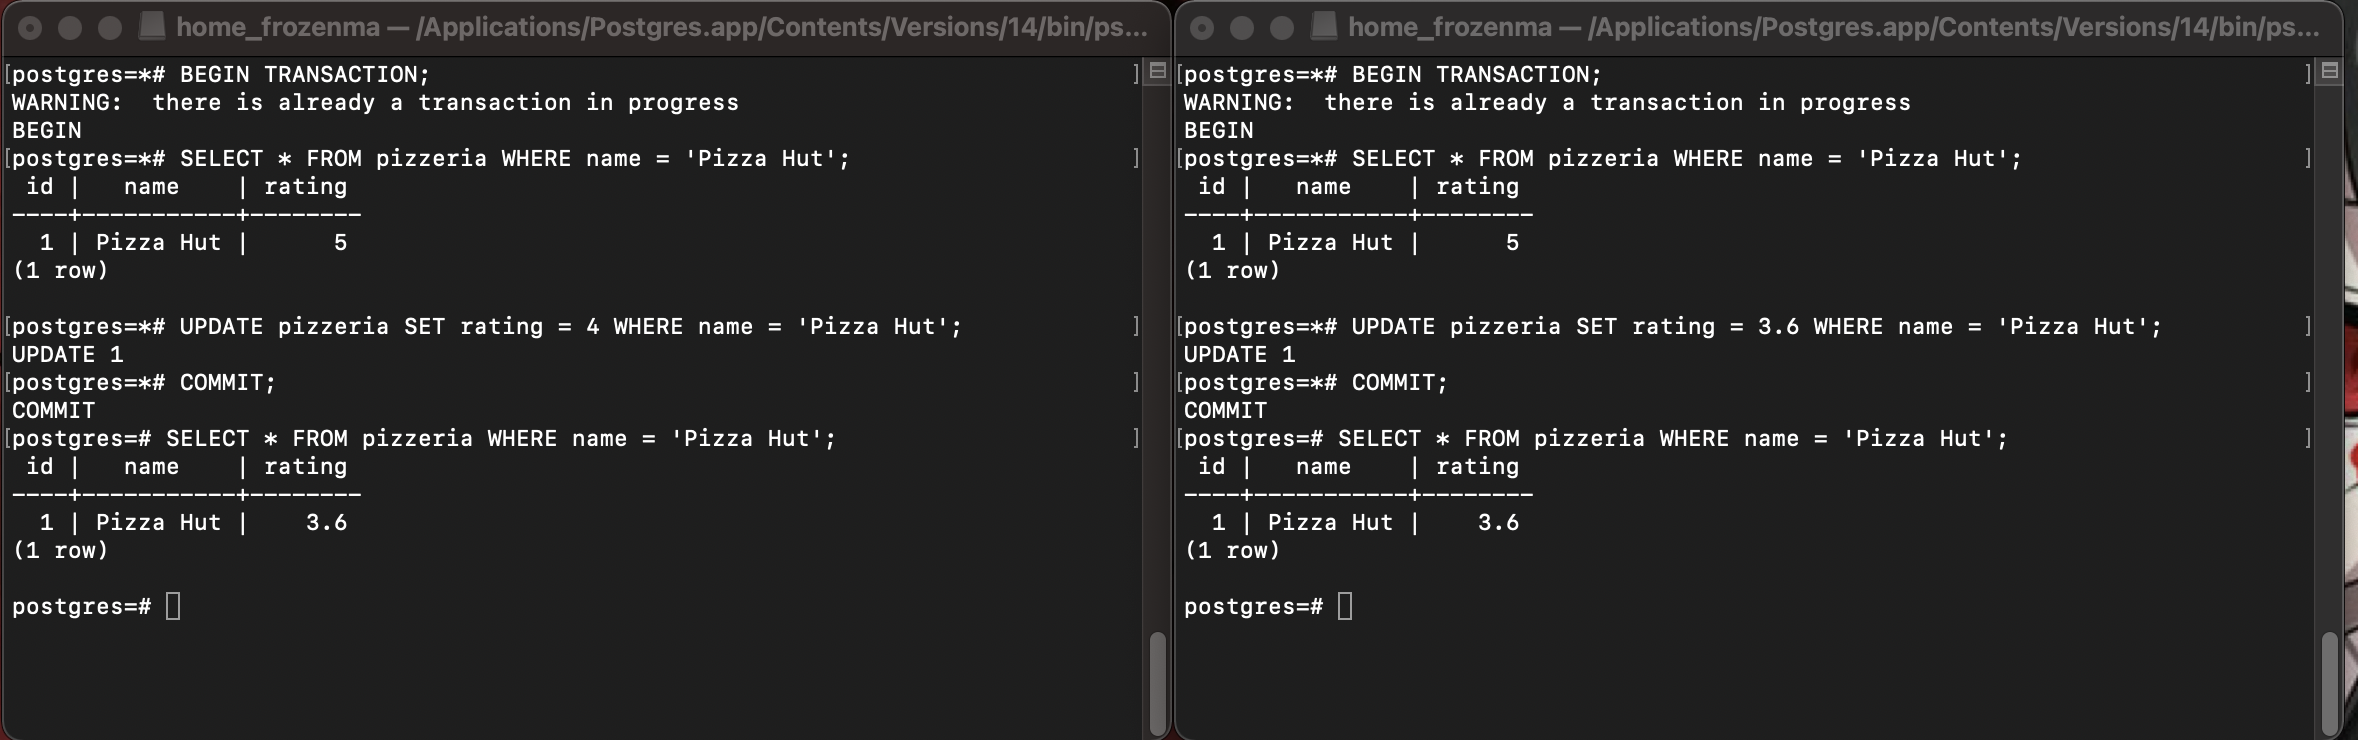 home_frozenma — /Applications/Postgres.app/Contents/Versions/14/bin/ps...
[postgres=*# BEGIN TRANSACTION; ]
WARNING:  there is already a transaction in progress
BEGIN
[postgres=*# SELECT * FROM pizzeria WHERE name = 'Pizza Hut'; ]
 id |   name    | rating
----+-----------+--------
  1 | Pizza Hut |      5
(1 row)
[postgres=*# UPDATE pizzeria SET rating = 4 WHERE name = 'Pizza Hut'; ]
UPDATE 1
[postgres=*# COMMIT; ]
COMMIT
[postgres=# SELECT * FROM pizzeria WHERE name = 'Pizza Hut'; ]
 id |   name    | rating
----+-----------+--------
  1 | Pizza Hut |    3.6
(1 row)
postgres=#
home_frozenma — /Applications/Postgres.app/Contents/Versions/14/bin/ps...
[postgres=*# BEGIN TRANSACTION; ]
WARNING:  there is already a transaction in progress
BEGIN
[postgres=*# SELECT * FROM pizzeria WHERE name = 'Pizza Hut'; ]
 id |   name    | rating
----+-----------+--------
  1 | Pizza Hut |      5
(1 row)
[postgres=*# UPDATE pizzeria SET rating = 3.6 WHERE name = 'Pizza Hut'; ]
UPDATE 1
[postgres=*# COMMIT; ]
COMMIT
[postgres=# SELECT * FROM pizzeria WHERE name = 'Pizza Hut'; ]
 id |   name    | rating
----+-----------+--------
  1 | Pizza Hut |    3.6
(1 row)
postgres=#